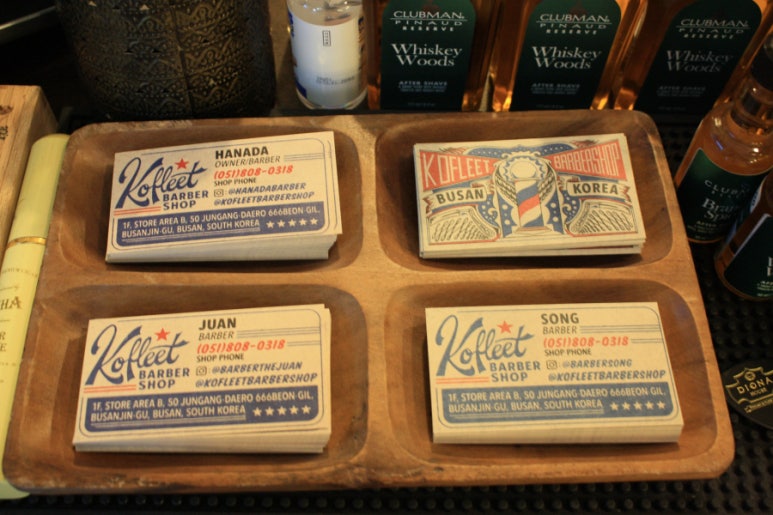 CLUBMAN
PINAUD
RESERVE
Whiskey
Woods
AFTER SHAVE
CLUBMAN
PINAUD
RESERVE
Whiskey
Woods
AFTER SHAVE
CLUBMAN
PINAUD
RESERVE
Whiskey
Woods
AFTER SHAVE
Kofleet
BARBER
SHOP
HANADA
OWNER/BARBER
(051)808-0318
SHOP PHONE
@HANADABARBER
@KOFLEETBARBERSHOP
1F, STORE AREA B, 50 JUNGANG-DAERO 666BEON GIL,
BUSANJIN-GU, BUSAN, SOUTH KOREA
KOFLEET BARBERSHOP
BUSAN KOREA
Kofleet
BARBER
SHOP
JUAN
BARBER
(051)808-0318
SHOP PHONE
@BARBERTHEJUAN
@KOFLEETBARBERSHOP
1F, STORE AREA B, 50 JUNGANG-DAERO 666BEON GIL,
BUSANJIN-GU, BUSAN, SOUTH KOREA
Kofleet
BARBER
SHOP
SONG
BARBER
(051)808-0318
SHOP PHONE
@BARBERSONG
@KOFLEETBARBERSHOP
1F, STORE AREA B, 50 JUNGANG-DAERO 666BEON GIL,
BUSANJIN-GU, BUSAN, SOUTH KOREA